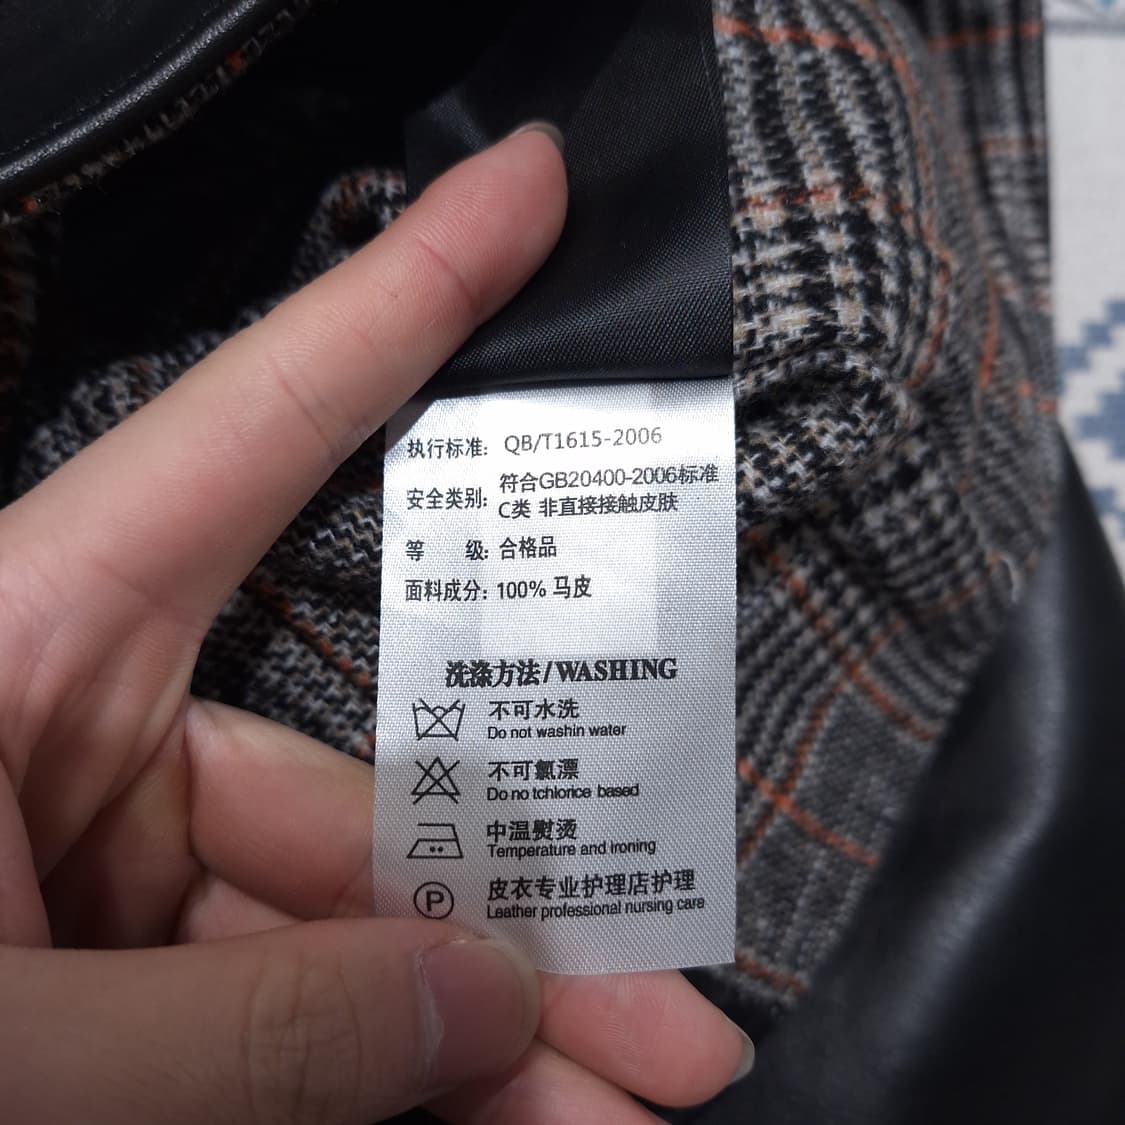 执行标准: QB/T1615-2006
安全类别: 符合GB20400-2006标准
C类 非直接接触皮肤
等 级: 合格品
面料成分: 100% 马皮
洗涤方法/WASHING
不可水洗
Do not washin water
不可氯漂
Do no tchlorice based
中温熨烫
Temperature and ironing
P
皮衣专业护理店护理
Leather professional nursing care